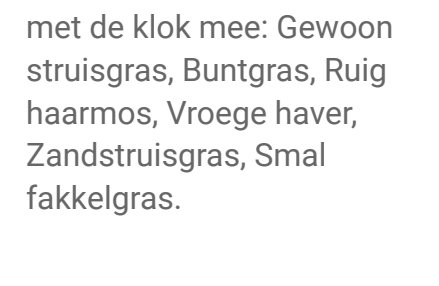 met de klok mee: Gewoon
struisgras, Buntgras, Ruig
haarmos, Vroege haver,
Zandstruisgras, Smal
fakkelgras.